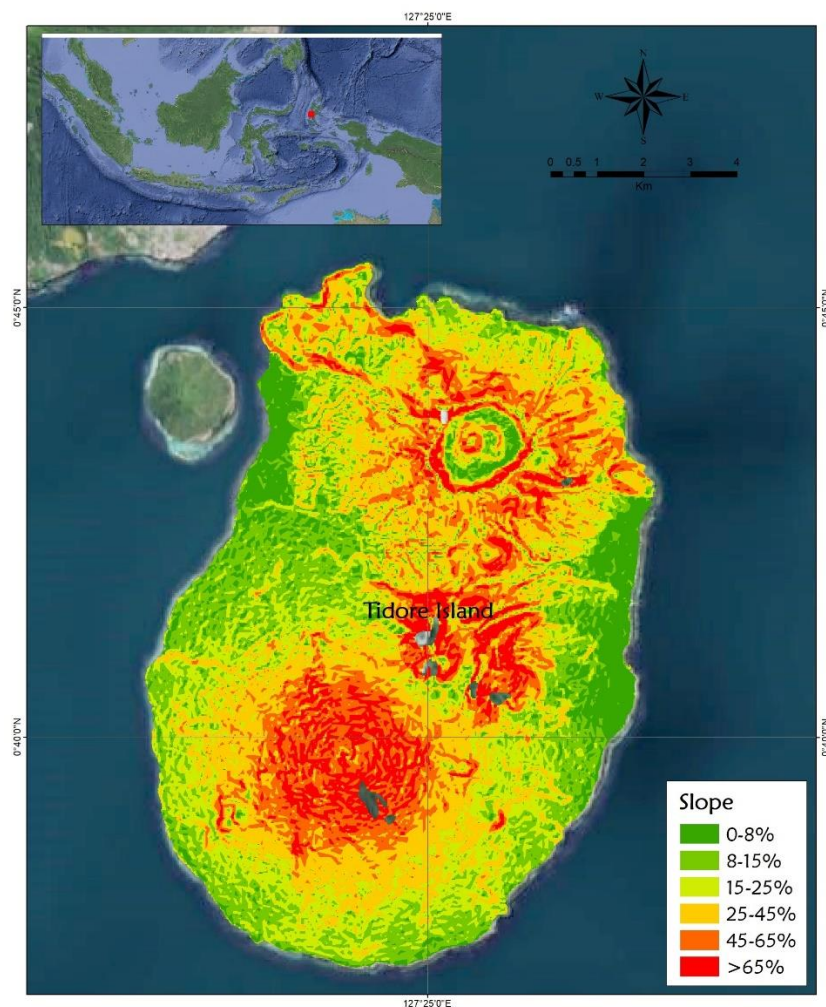 127°25'0"E
N
W E
S
0 0.5 1 2 3 4
Km
0°45'0"N
0°45'0"N
Tidore Island
0°40'0"N
0°40'0"N
Slope
0-8%
8-15%
15-25%
25-45%
45-65%
>65%
127°25'0"E